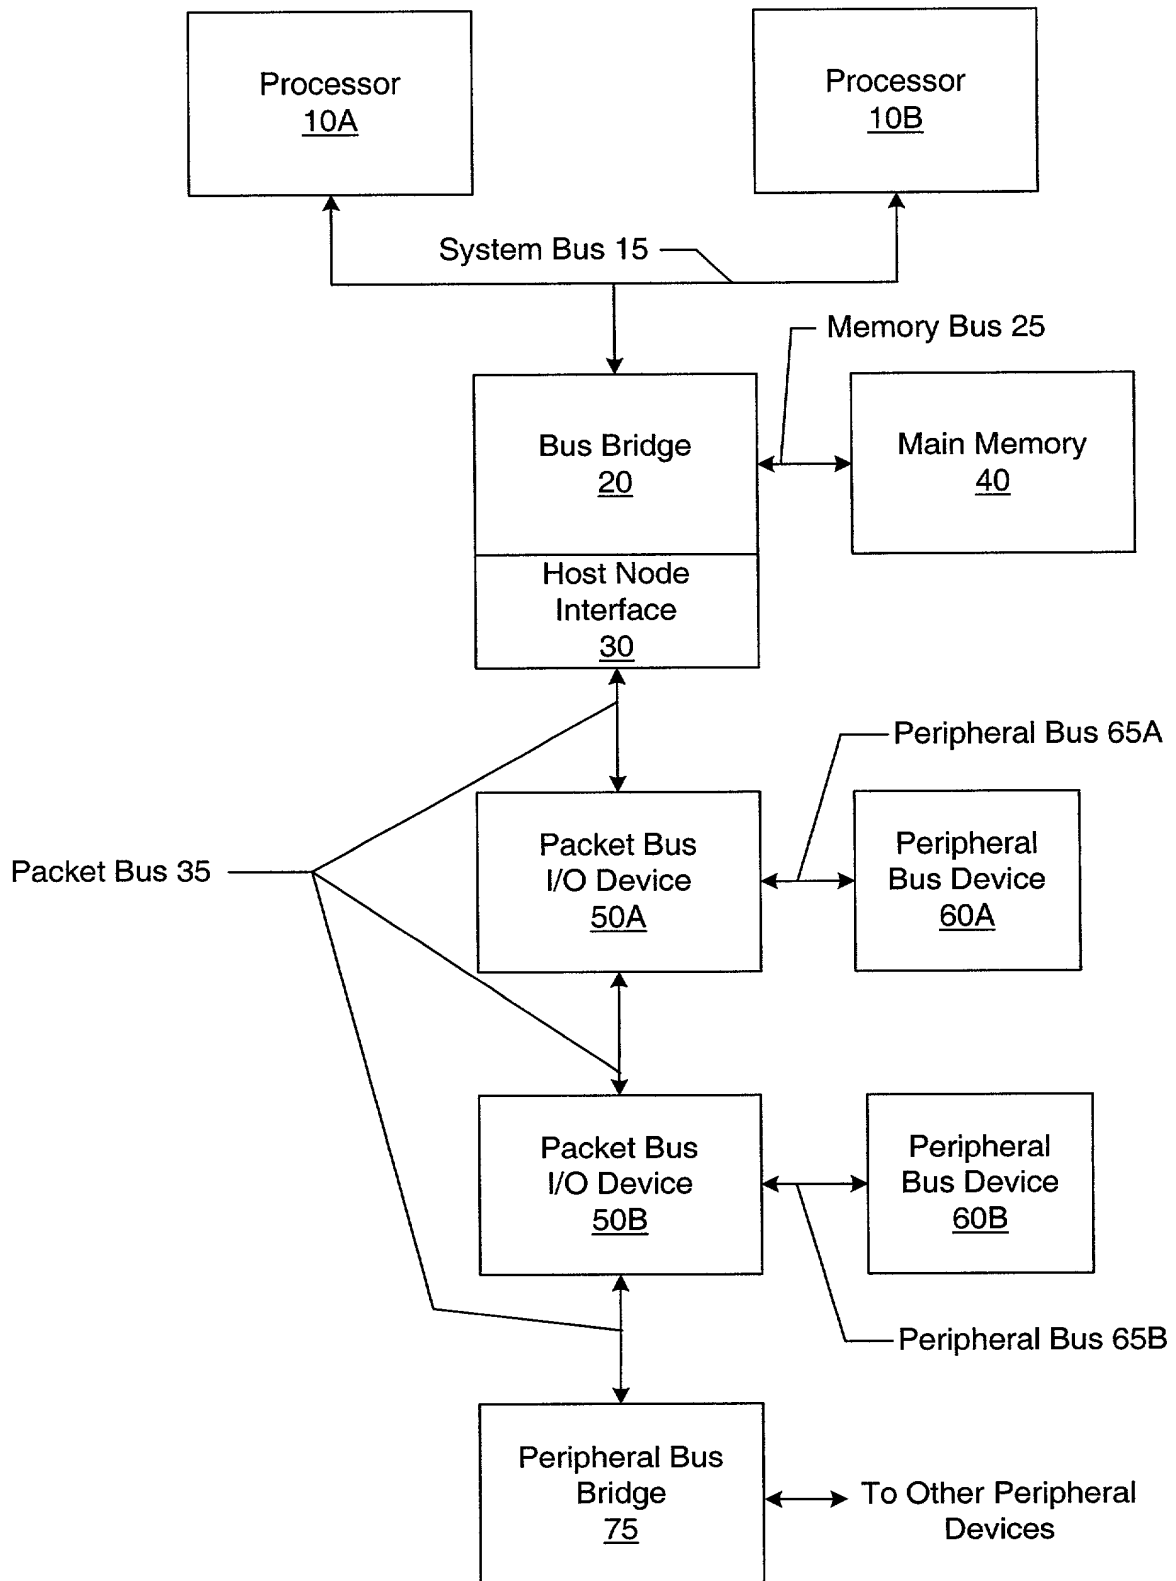 Processor
10A
Processor
10B
System Bus 15
Memory Bus 25
Bus Bridge
20
Main Memory
40
Host Node
Interface
30
Peripheral Bus 65A
Packet Bus 35
Packet Bus
I/O Device
50A
Peripheral
Bus Device
60A
Packet Bus
I/O Device
50B
Peripheral
Bus Device
60B
Peripheral Bus 65B
Peripheral Bus
Bridge
75
To Other Peripheral
Devices